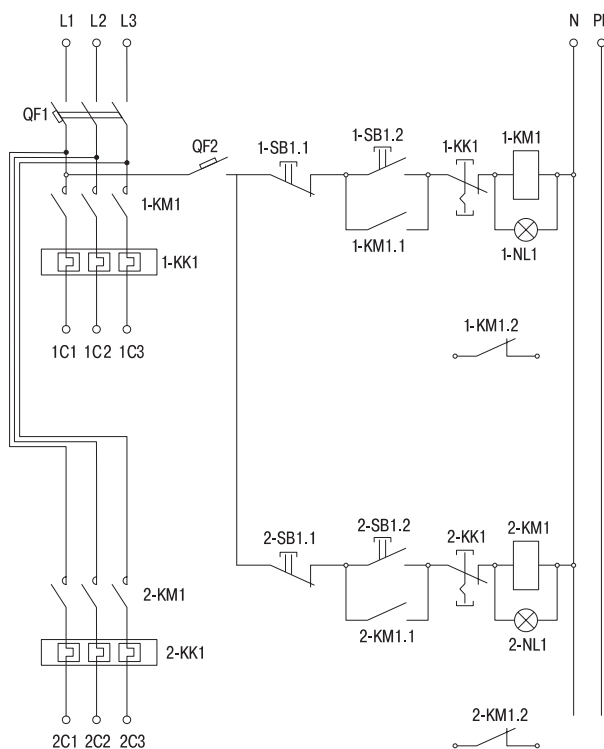 L1 L2 L3 N
QF1
QF2
1-SB1.1 1-SB1.2 1-KK1 1-KM1
1-KM1
1-KM1.1 1-NL1
1-KK1
1C1 1C2 1C3
1-KM1.2
2-SB1.1 2-SB1.2 2-KK1 2-KM1
2-KM1
2-KM1.1 2-NL1
2-KK1
2C1 2C2 2C3
2-KM1.2